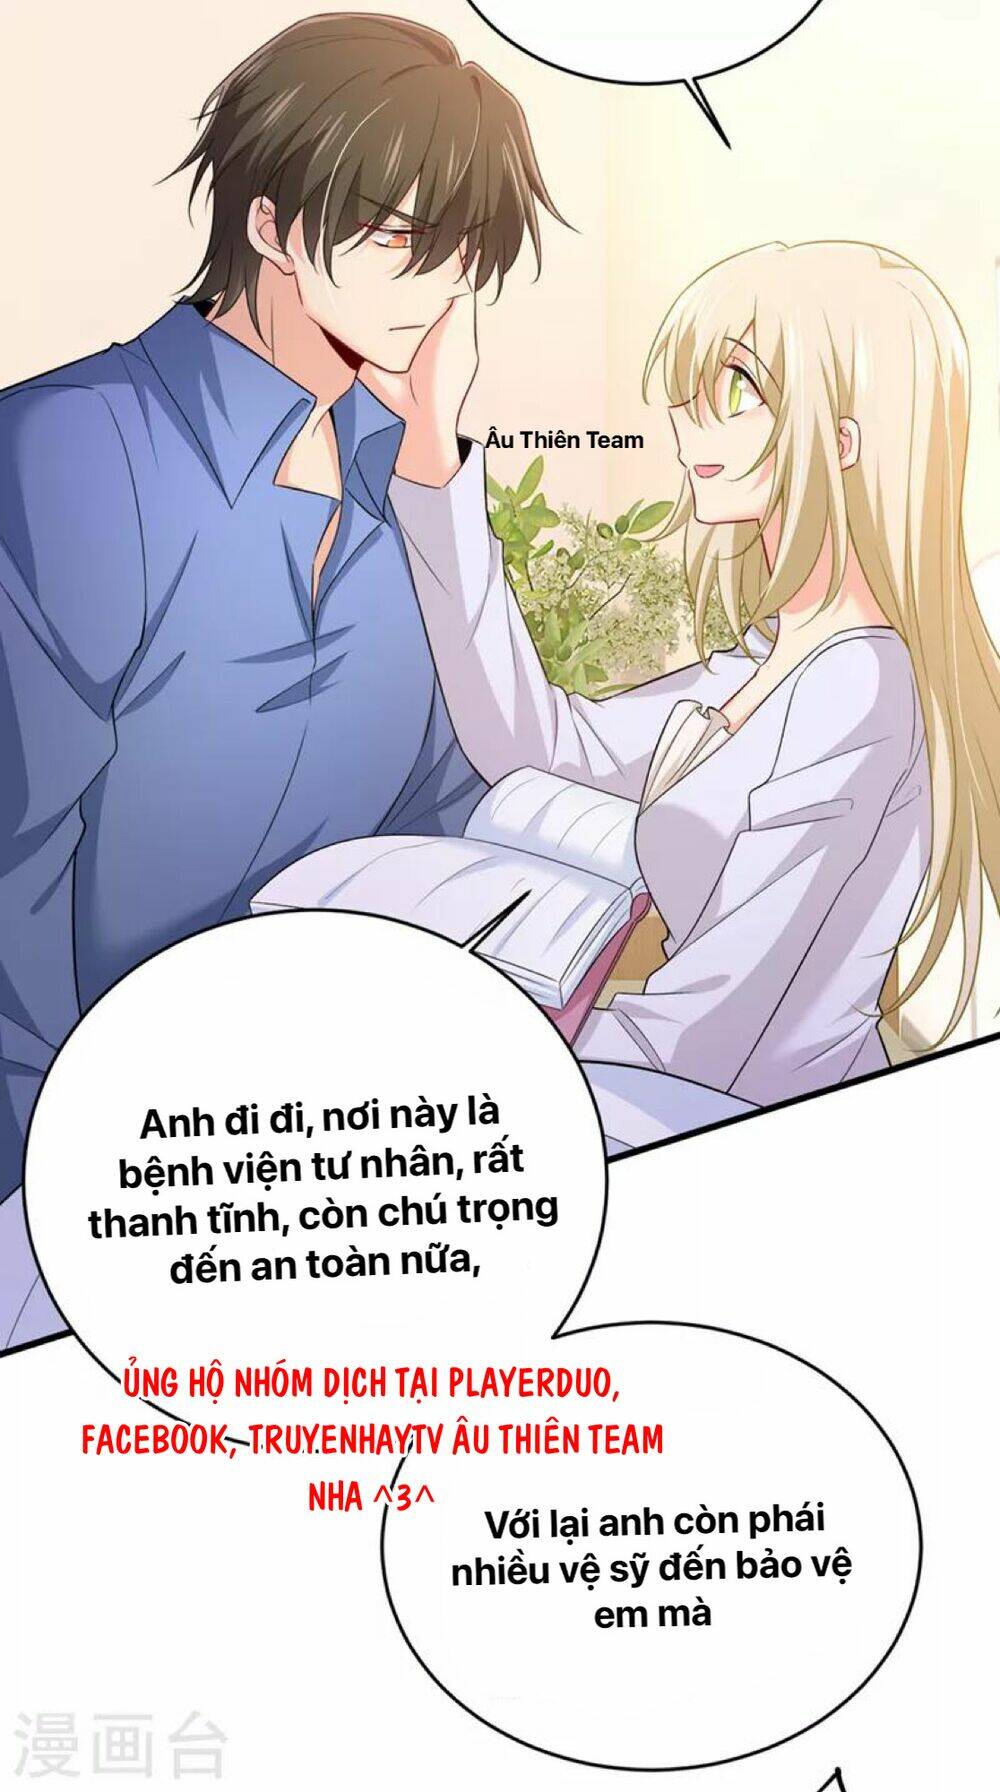 Âu Thiên Team
Anh đi đi, nơi này là
bệnh viện tư nhân, rất
thanh tĩnh, còn chú trọng
đến an toàn nữa,
ỦNG HỘ NHÓM DỊCH TẠI PLAYERDUO,
FACEBOOK, TRUYENHAYTV ÂU THIÊN TEAM
NHA ^3^
Với lại anh còn phái
nhiều vệ sỹ đến bảo vệ
em mà
漫画台